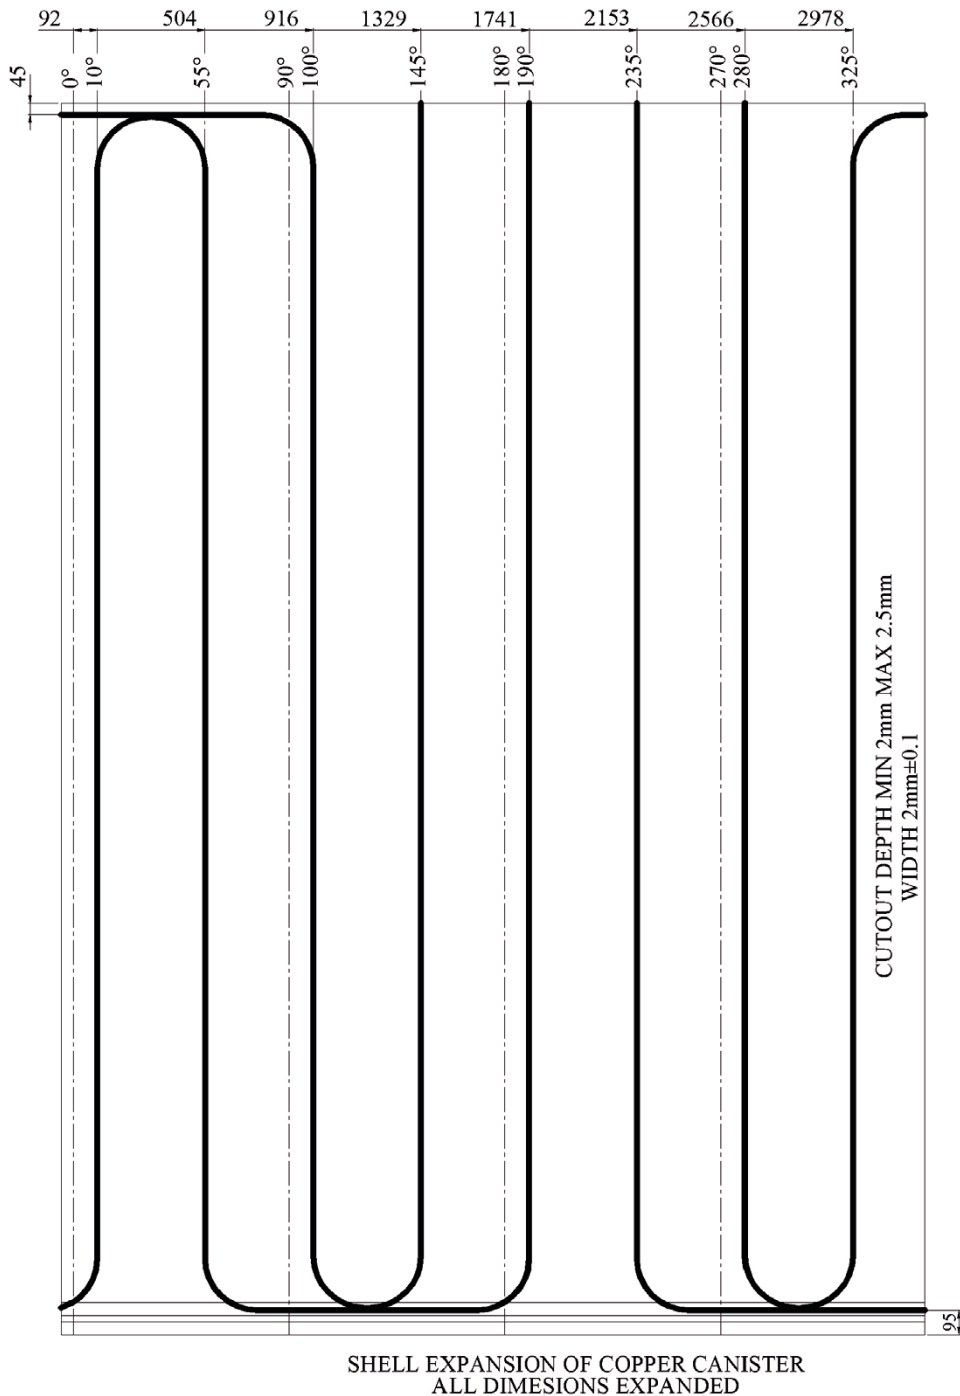 92 504 916 1329 1741 2153 2566 2978
45
0° 10° 55° 90° 100° 145° 180° 190° 235° 270° 280° 325°
CUTOUT DEPTH MIN 2mm MAX 2.5mm
WIDTH 2mm±0.1
95
SHELL EXPANSION OF COPPER CANISTER
ALL DIMESIONS EXPANDED